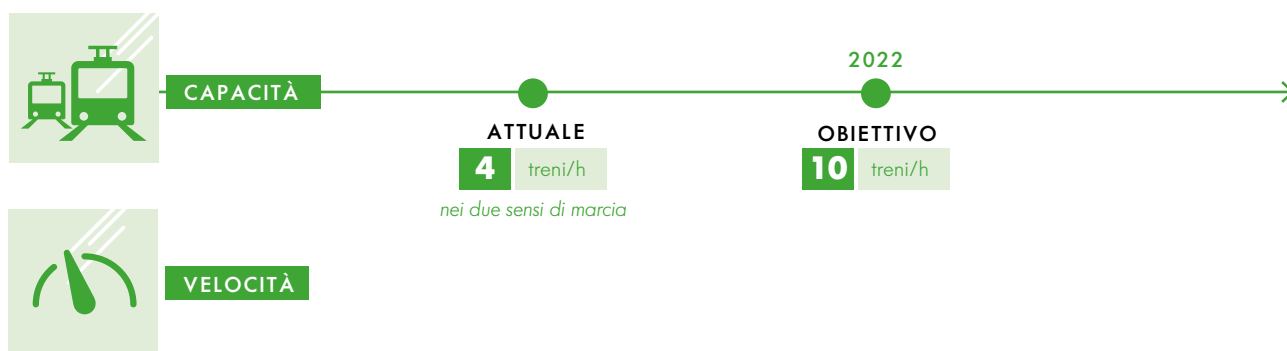 2022
CAPACITÀ
ATTUALE
4 treni/h
nei due sensi di marcia
OBIETTIVO
10 treni/h
VELOCITÀ